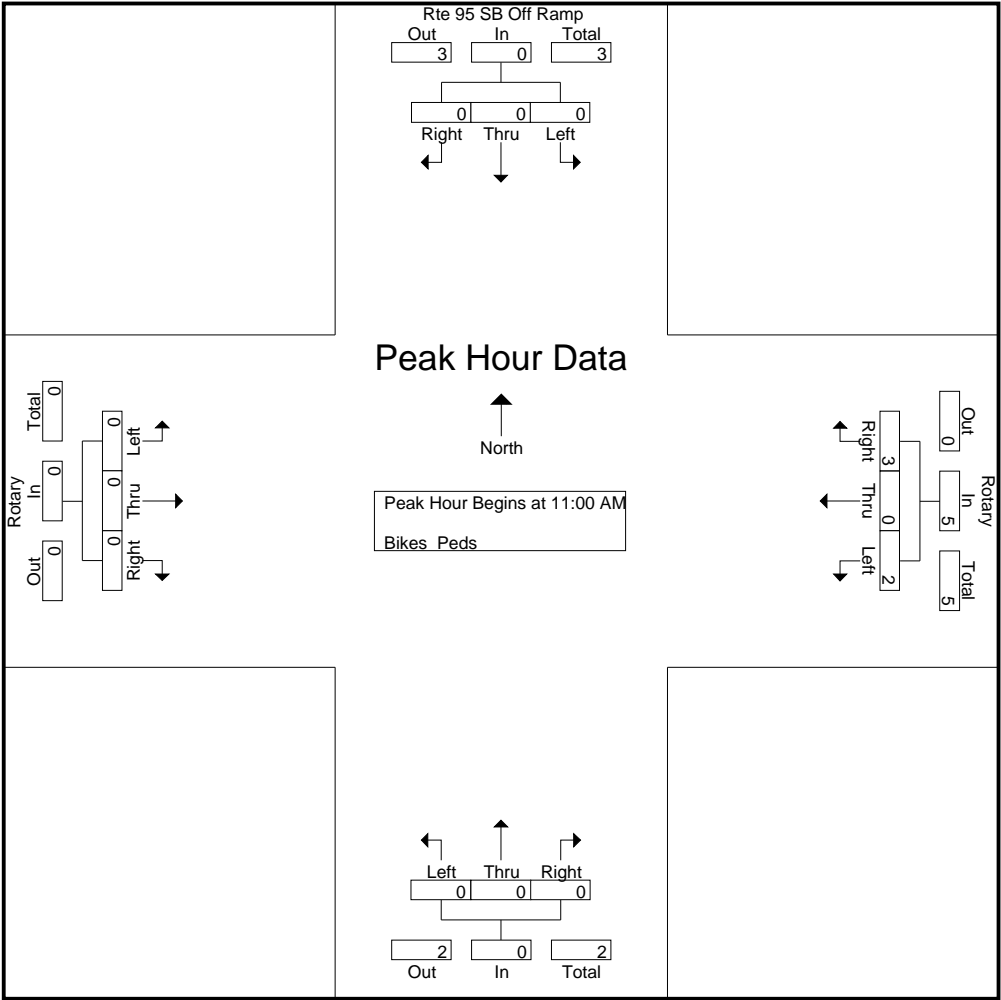 Rte 95 SB Off Ramp
Out In Total
3 0 3
0 0 0
Right Thru Left
Peak Hour Data
North
Peak Hour Begins at 11:00 AM
Bikes Peds
Rotary
Out In Total
0 0 0
0 0 0
Left Thru Right
Rotary
Out In Total
0 5 5
Right Thru Left
3 0 2
Left Thru Right
0 0 0
2 0 2
Out In Total